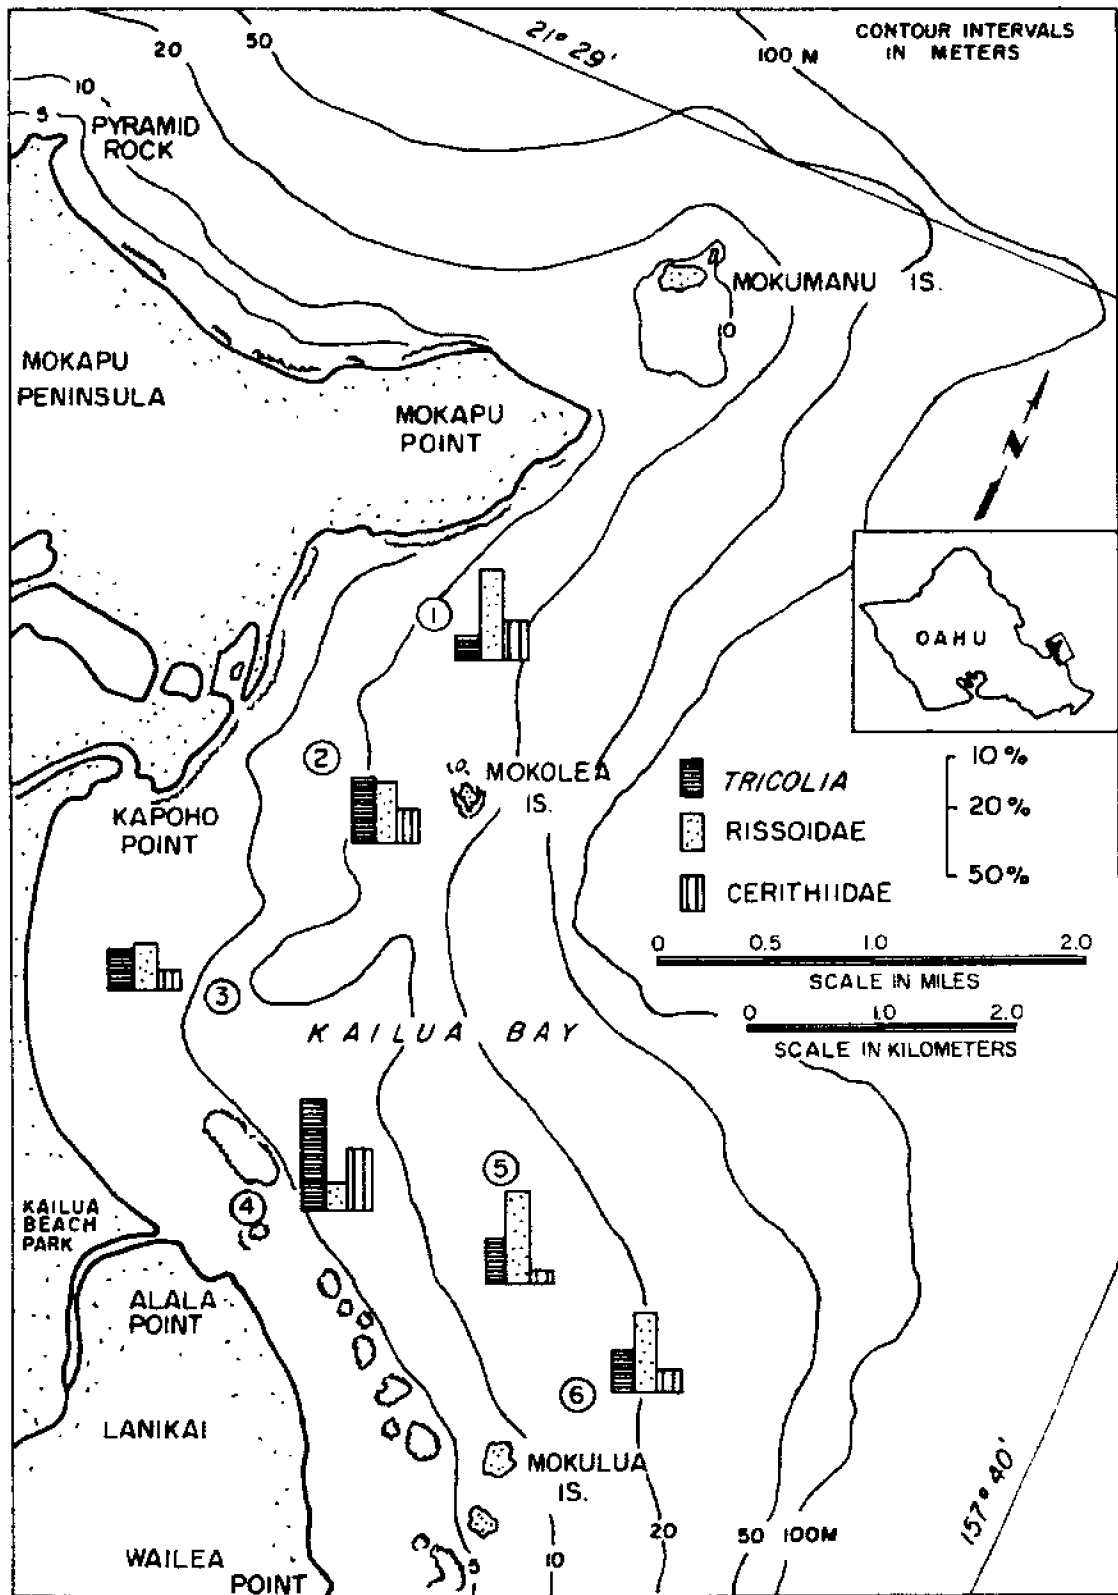 CONTOUR INTERVALS
IN METERS
20
50
21° 29'
100 M
10
5
PYRAMID
ROCK
MOKUMANU IS.
10
MOKAPU
PENINSULA
MOKAPU
POINT
N
1
OAHU
2
10.
MOKOLEA
IS.
KAPOHO
POINT
TRICOLIA
RISSOIDAE
CERITHIIDAE
10%
20%
50%
0 0.5 1.0 2.0
SCALE IN MILES
0 1.0 2.0
SCALE IN KILOMETERS
3
KAILUA BAY
4
5
KAILUA
BEACH
PARK
ALALA
POINT
6
LANIKAI
MOKULUA
IS.
WAILEA
POINT
5
10
20
50
100M
157° 40'